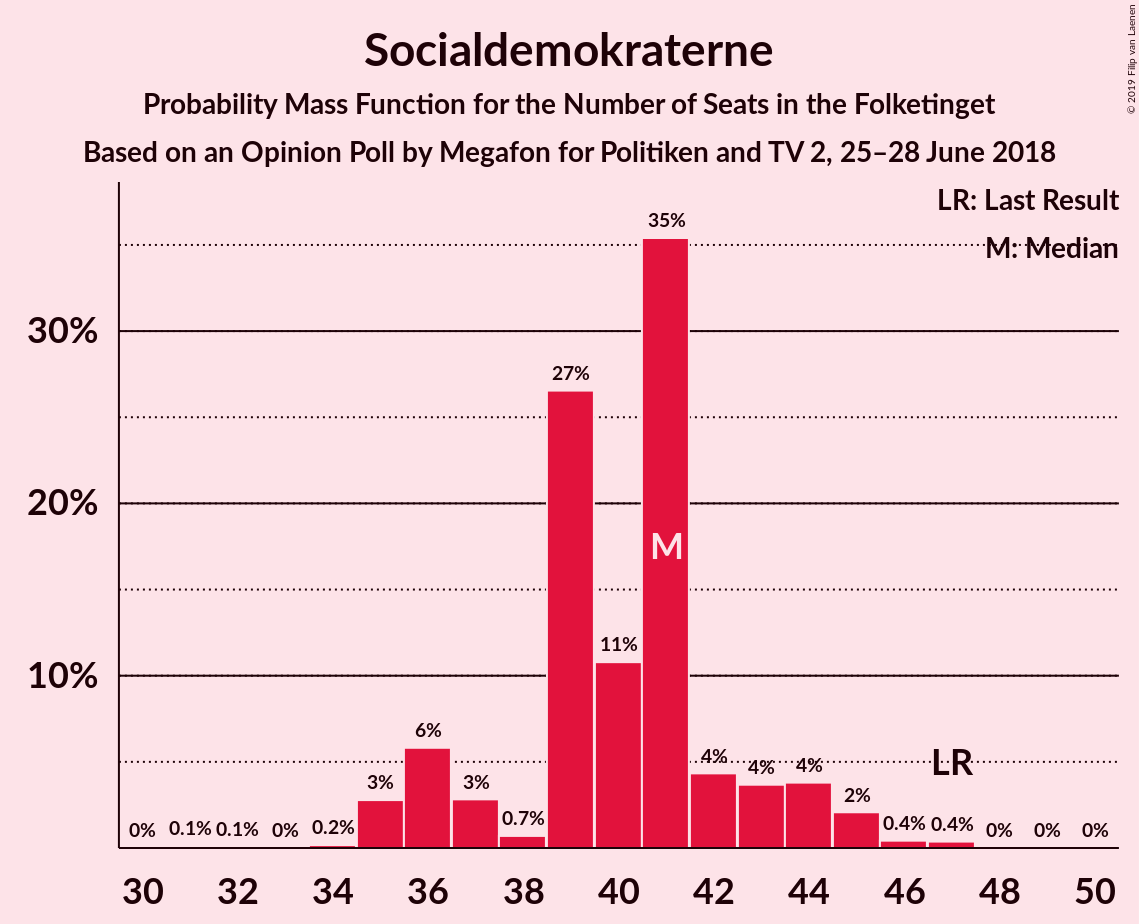 Socialdemokraterne
Probability Mass Function for the Number of Seats in the Folketinget
Based on an Opinion Poll by Megafon for Politiken and TV 2, 25–28 June 2018
© 2019 Filip van Laenen
LR: Last Result
M: Median
30%
20%
10%
0%
0.1%
0.1%
0%
0.2%
3%
6%
3%
0.7%
27%
11%
35%
M
4%
4%
4%
2%
0.4%
0.4%
LR
0%
0%
0%
30 32 34 36 38 40 42 44 46 48 50